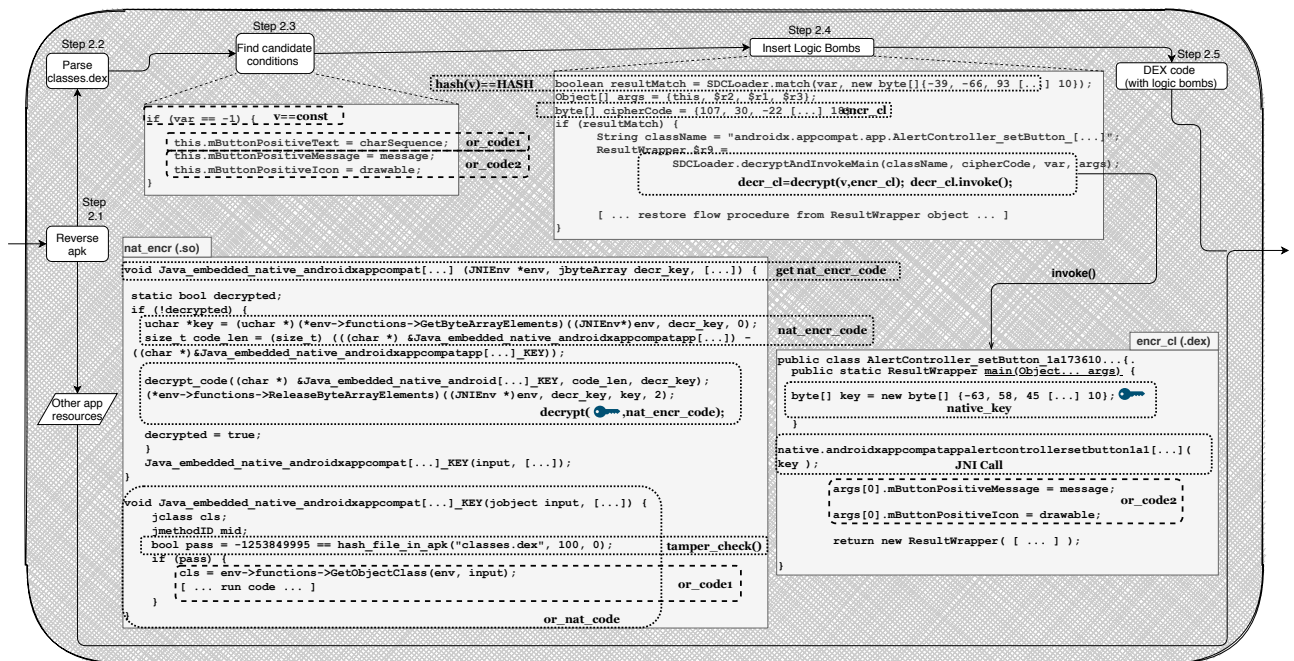 Step 2.2
Parse
classes.dex
Step 2.3
Find candidate
conditions
Step 2.4
Insert Logic Bombs
Step 2.5
DEX code
(with logic bombs)
if (var == -1) { v==const
this.mButtonPositiveText = charSequence; or_code1
this.mButtonPositiveMessage = message;
this.mButtonPositiveIcon = drawable; or_code2
}
hash(v)==HASH boolean resultMatch = SDCLoader.match(var, new byte[]{-39, -66, 93 [...] 10});
Object[] args = {this, $r2, $r1, $r3};
byte[] cipherCode = {107, 30, -22 [...] encr_cl
if (resultMatch) {
String className = "androidx.appcompat.app.AlertController_setButton_[...]";
ResultWrapper $r9 =
SDCLoader.decryptAndInvokeMain(className, cipherCode, var, args);
decr_cl=decrypt(v,encr_cl); decr_cl.invoke();
[ ... restore flow procedure from ResultWrapper object ... ]
}
Step
2.1
Reverse
apk
Other app
resources
nat_encr (.so)
void Java_embedded_native_androidxappcompat[...] (JNIEnv *env, jbyteArray decr_key, [...]) { get nat_encr_code
static bool decrypted;
if (!decrypted) {
uchar *key = (uchar *)(*env->functions->GetByteArrayElements)((JNIEnv*)env, decr_key, 0);
nat_encr_code
size_t code_len = (size_t) (((char *) &Java_embedded_native_androidxappcompatapp[...]) -
((char *)&Java_embedded_native_androidxappcompatapp[...]_KEY));
decrypt_code((char *) &Java_embedded_native_android[...]_KEY, code_len, decr_key);
(*env->functions->ReleaseByteArrayElements)((JNIEnv *)env, decr_key, key, 2);
decrypt( ,nat_encr_code);
decrypted = true;
}
Java_embedded_native_androidxappcompat[...]_KEY(input, [...]);
}
void Java_embedded_native_androidxappcompat[...]_KEY(jobject input, [...]) {
jclass cls;
jmethodID mid;
bool pass = -1253849995 == hash_file_in_apk("classes.dex", 100, 0); tamper_check()
if (pass) {
cls = env->functions->GetObjectClass(env, input);
[ ... run code ... ] or_code1
}
}
or_nat_code
invoke()
encr_cl (.dex)
public class AlertController_setButton_1a173610...{.
public static ResultWrapper main(Object... args) {
byte[] key = new byte[] {-63, 58, 45 [...] 10};
native_key
}
native.androidxappcompatappalertcontrollersetbutton1a1[...](
key ); JNI Call
args[0].mButtonPositiveMessage = message;
or_code2
args[0].mButtonPositiveIcon = drawable;
return new ResultWrapper( [ ... ] );
}